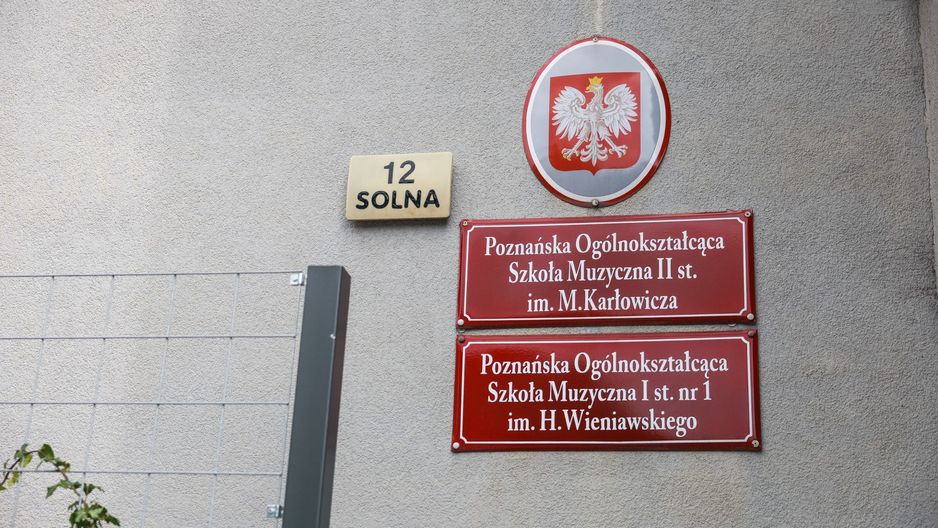 12
SOLNA
Poznańska Ogólnokształcąca
Szkoła Muzyczna II st.
im. M.Karłowicza
Poznańska Ogólnokształcąca
Szkoła Muzyczna I st. nr 1
im. H.Wieniawskiego